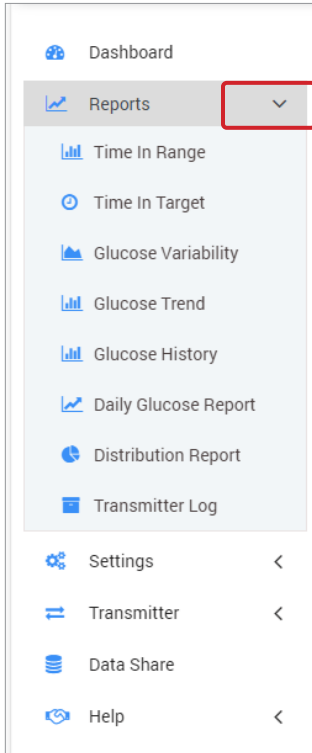 Dashboard
Reports
Time In Range
Time In Target
Glucose Variability
Glucose Trend
Glucose History
Daily Glucose Report
Distribution Report
Transmitter Log
Settings
Transmitter
Data Share
Help